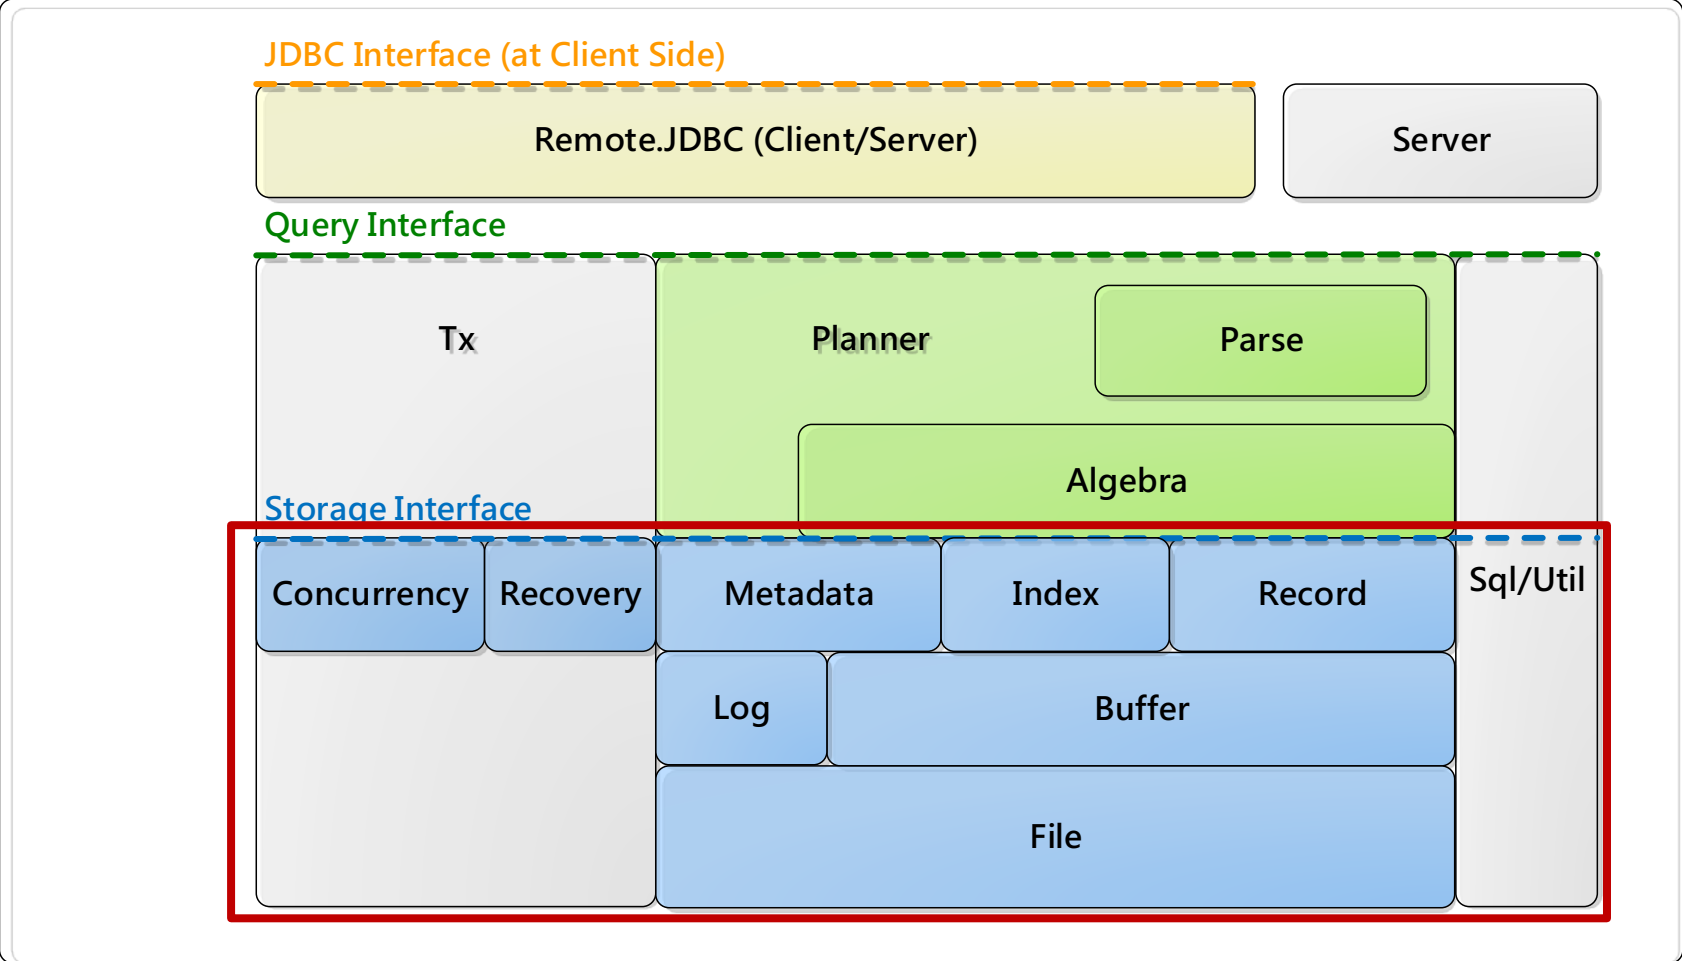 JDBC Interface (at Client Side)
Remote.JDBC (Client/Server)
Server
Query Interface
Tx
Planner
Parse
Algebra
Storage Interface
Concurrency
Recovery
Metadata
Index
Record
Sql/Util
Log
Buffer
File